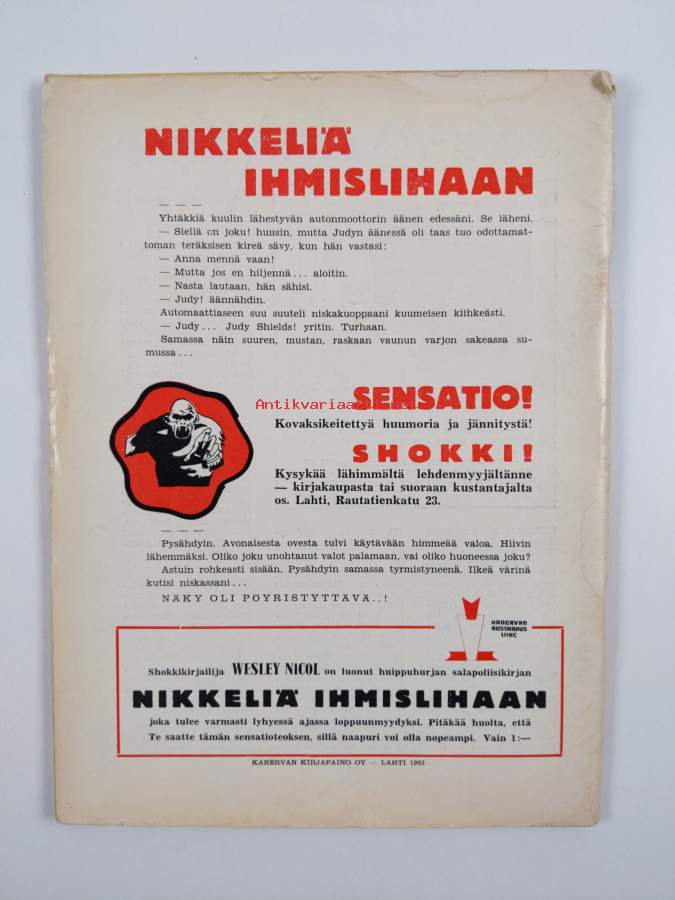 NIKKELIÄ
IHMISLIHAAN
— — —
Yhtäkkiä kuulin lähestyvän autonmoottorin äänen edessäni. Se läheni.
— Siellä on joku! huusin, mutta Judyn äänessä oli taas tuo odottamat-
toman teräksisen kireä sävy, kun hän vastasi:
— Anna mennä vaan!
— Mutta jos en hiljennä... aloitin.
— Nasta lautaan, hän sähisi.
— Judy! äännähdin.
Automaattiaseen suu suuteli niskakuoppaani kuumeisen kiihkeästi.
— Judy... Judy Shields! yritin. Turhaan.
Samassa näin suuren, mustan, raskaan vaunun varjon sakeassa su-
mussa...
SENSATIO!
Kovaksikeitettyä huumoria ja jännitystä!
SHOKKI!
Kysykää lähimmältä lehdenmyyjältänne
— kirjakaupasta tai suoraan kustantajalta
os. Lahti, Rautatienkatu 23.
— — —
Pysähdyin. Avonaisesta ovesta tulvi käytävään himmeää valoa. Hiivin
lähemmäksi. Oliko joku unohtanut valot palamaan, vai oliko huoneessa joku?
Astuin rohkeasti sisään. Pysähdyin samassa tyrmistyneenä. Ilkeä värinä
kutisi niskassani...
NÄKY OLI PÖYRISTYTTÄVÄ..!
KANERVAN
KUSTANNUS
LIIKE
Shokkikirjailija WESLEY NICOL on luonut huippuhurjan salapoliisikirjan
NIKKELIÄ IHMISLIHAAN
joka tulee varmasti lyhyessä ajassa loppuunmyydyksi. Pitäkää huolta, että
Te saatte tämän sensatioteoksen, sillä naapuri voi olla nopeampi. Vain 1:—
KANERVAN KIRJAPAINO OY — LAHTI 1963